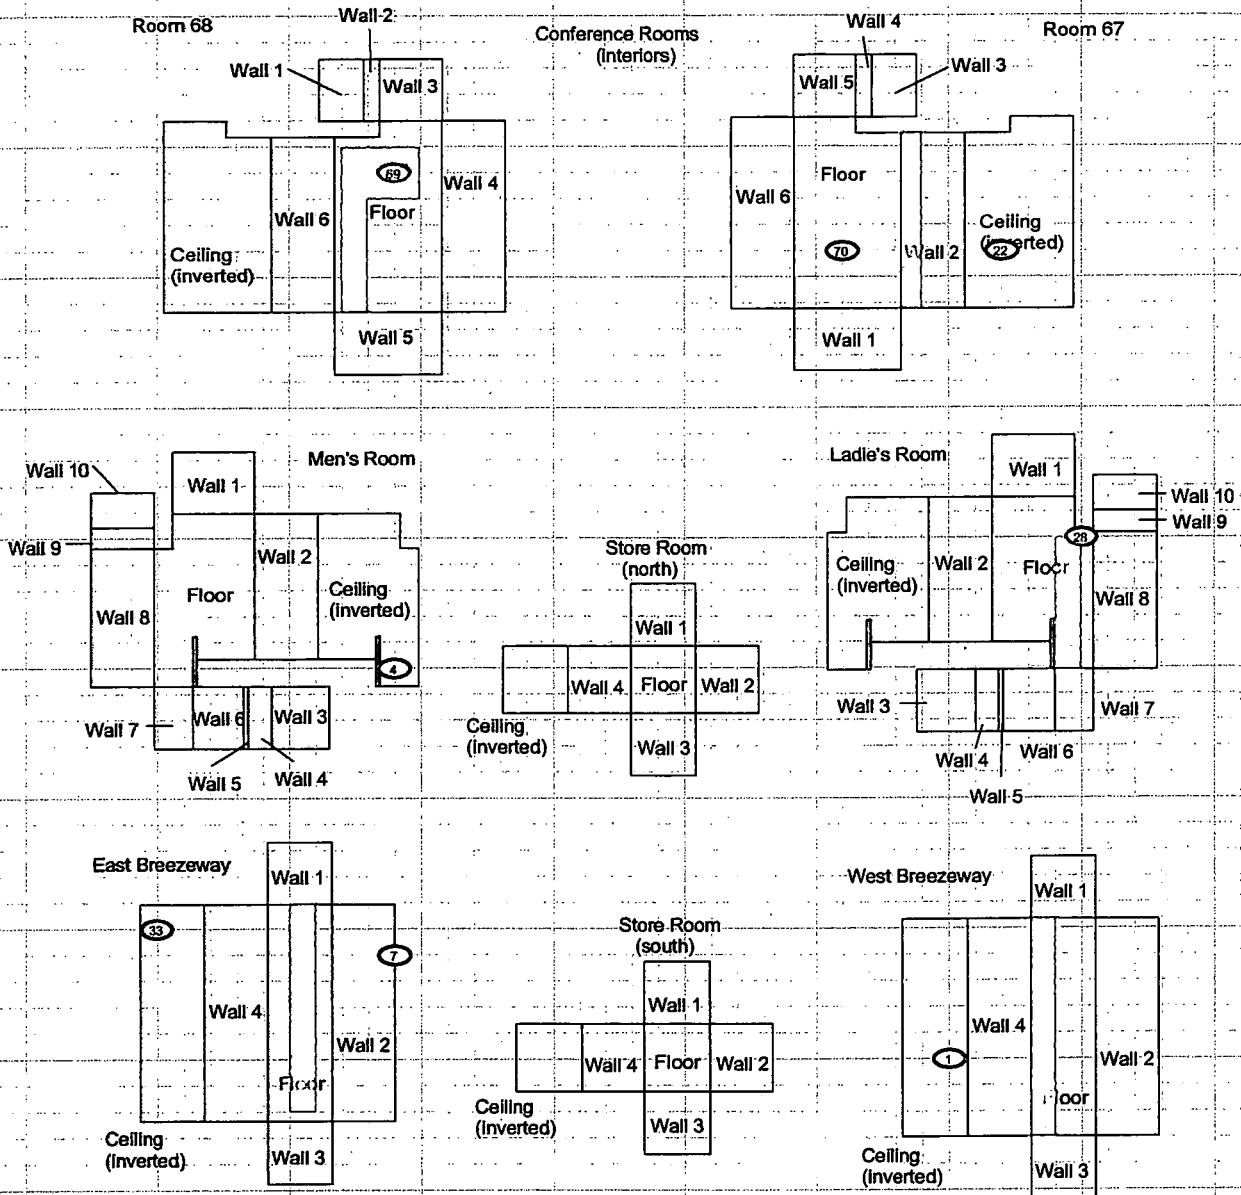 Room 68
Wall 2
Conference Rooms
(interiors)
Wall 4
Room 67
Wall 1
Wall 3
Wall 5
Wall 3
69
Wall 4
Floor
Wall 6
Floor
Wall 6
Ceiling
(inverted)
70
Wall 2
Ceiling
(inverted)
22
Wall 5
Wall 1
Wall 10
Wall 1
Men's Room
Ladie's Room
Wall 1
Wall 10
Wall 9
Wall 9
Wall 2
Store Room
(north)
28
Ceiling
(inverted)
Wall 2
Floor
Floor
Ceiling
(inverted)
Wall 8
Wall 8
Wall 1
4
Wall 4
Floor
Wall 2
Wall 7
Wall 6
Wall 3
Ceiling
(inverted)
Wall 3
Wall 3
Wall 7
Wall 5
Wall 4
Wall 4
Wall 6
Wall 5
East Breezeway
Wall 1
West Breezeway
Wall 1
33
Store Room
(south)
7
Wall 4
Wall 1
Wall 4
Wall 2
Wall 4
Floor
Wall 2
1
Wall 2
Floor
Floor
Ceiling
(inverted)
Wall 3
Ceiling
(inverted)
Wall 3
Ceiling
(inverted)
Wall 3